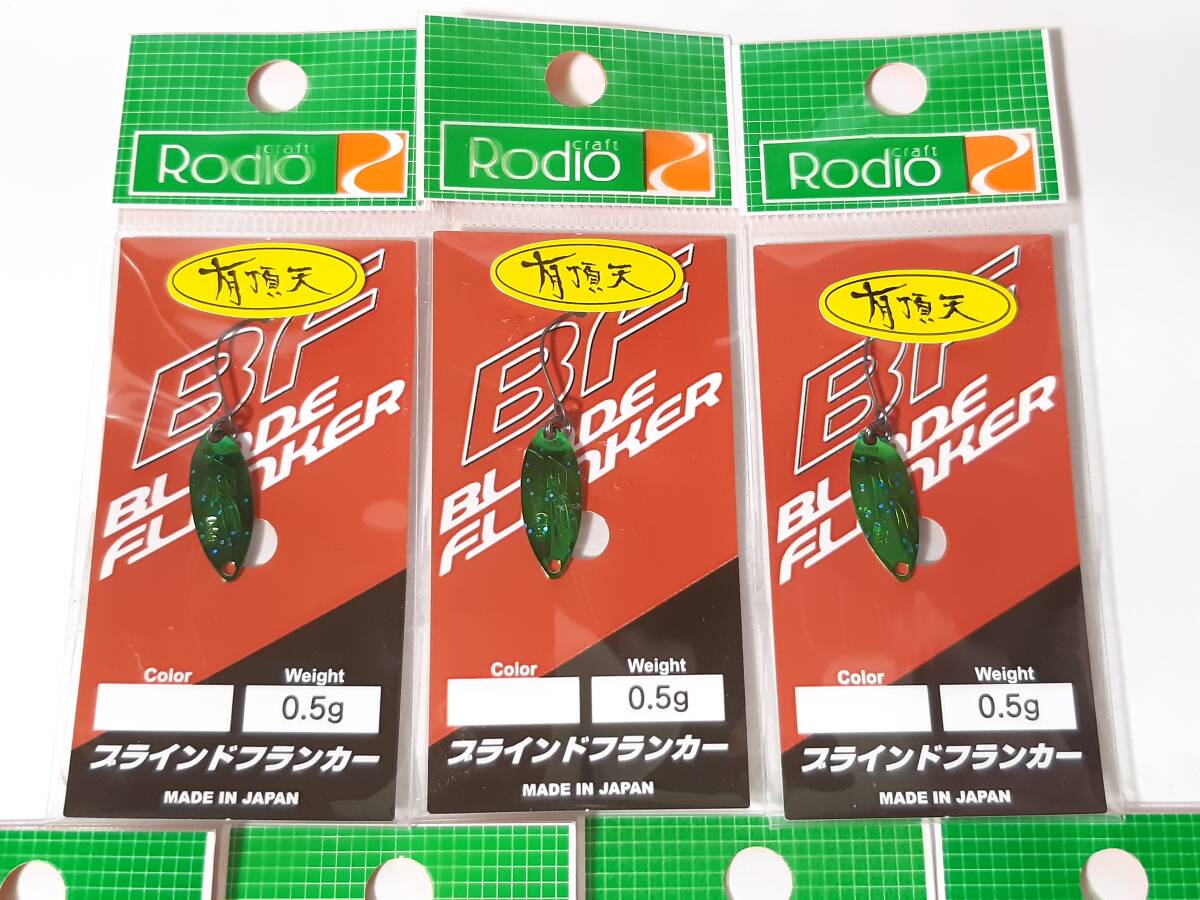 Rodio craft
有頂天
BF
BLADE
FLANKER
Color
Weight
0.5g
ブラインドフランカー
MADE IN JAPAN
Rodio craft
有頂天
BF
BLADE
FLANKER
Color
Weight
0.5g
ブラインドフランカー
MADE IN JAPAN
Rodio craft
有頂天
BF
BLADE
FLANKER
Color
Weight
0.5g
ブラインドフランカー
MADE IN JAPAN